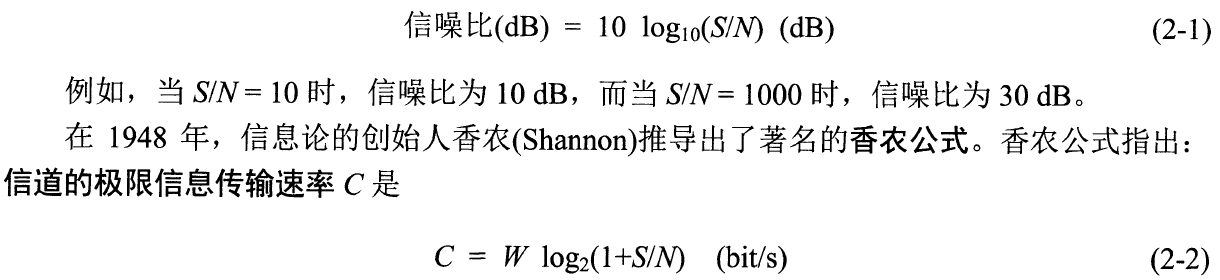 信噪比(dB) = 10 log₁₀(S/N) (dB) (2-1)
例如，当 S/N = 10 时，信噪比为 10 dB，而当 S/N = 1000 时，信噪比为 30 dB。
在 1948 年，信息论的创始人香农(Shannon)推导出了著名的香农公式。香农公式指出：
信道的极限信息传输速率 C 是
C = W log₂(1+S/N) (bit/s) (2-2)